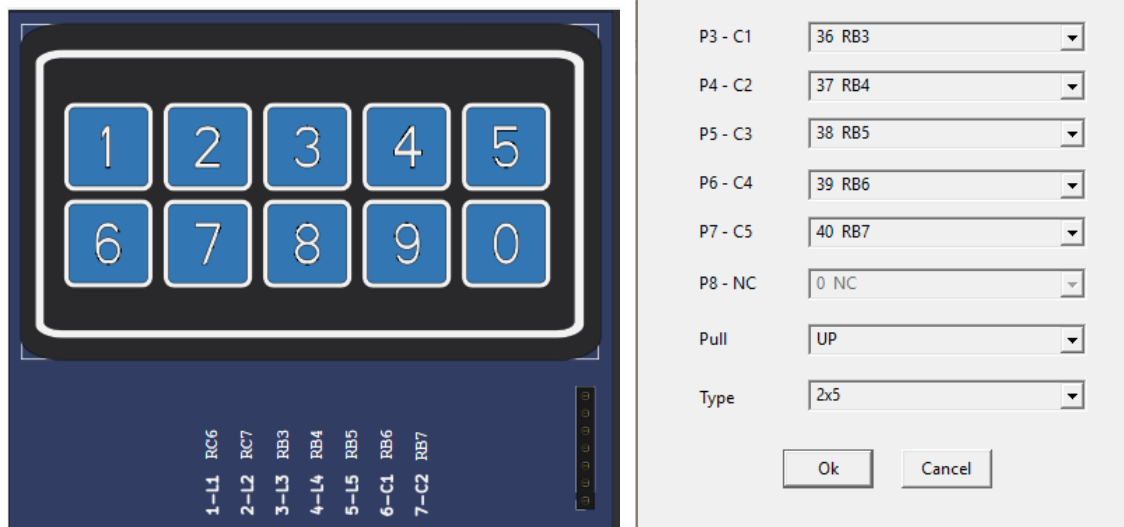 1 2 3 4 5
6 7 8 9 0
1-L1 RC6
2-L2 RC7
3-L3 RB3
4-L4 RB4
5-L5 RB5
6-C1 RB6
7-C2 RB7
P3 - C1 36 RB3
P4 - C2 37 RB4
P5 - C3 38 RB5
P6 - C4 39 RB6
P7 - C5 40 RB7
P8 - NC 0 NC
Pull UP
Type 2x5
Ok Cancel